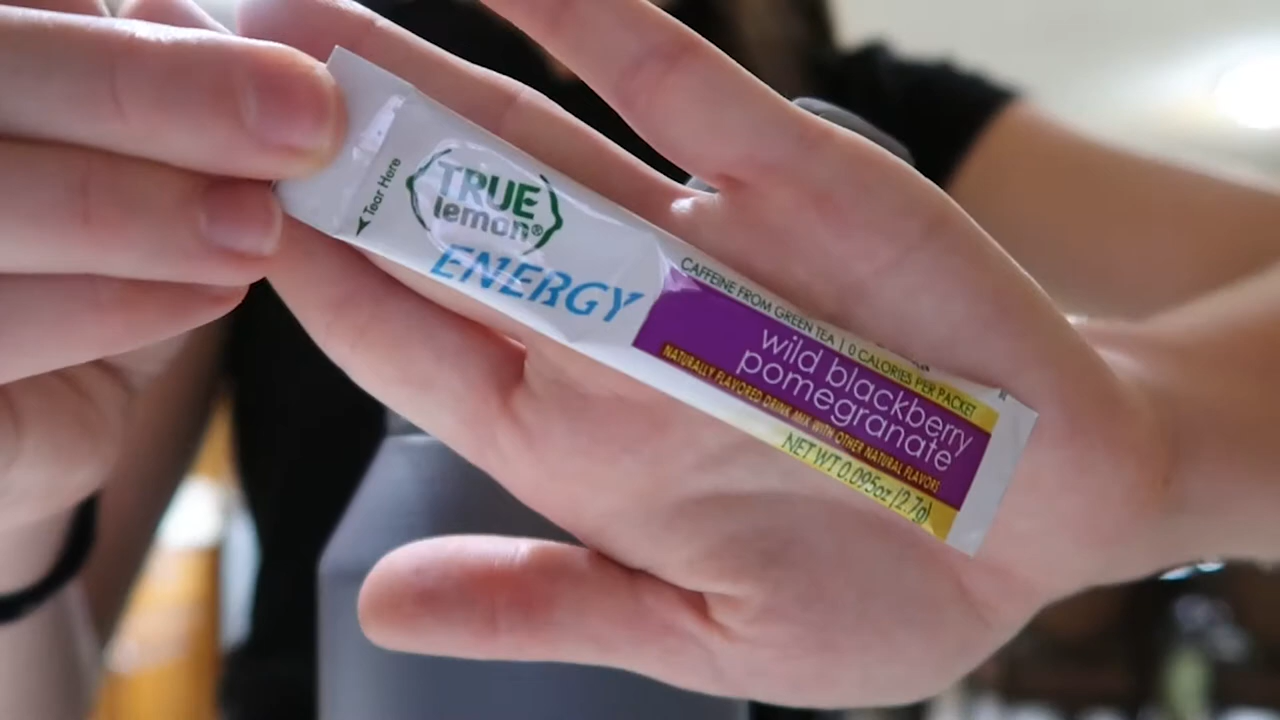 Tear Here
TRUE
lemon®
ENERGY
CAFFEINE FROM GREEN TEA | 0 CALORIES PER PACKET
wild blackberry
pomegranate
NATURALLY FLAVORED DRINK MIX WITH OTHER NATURAL FLAVORS
NET WT 0.095oz (2.7g)